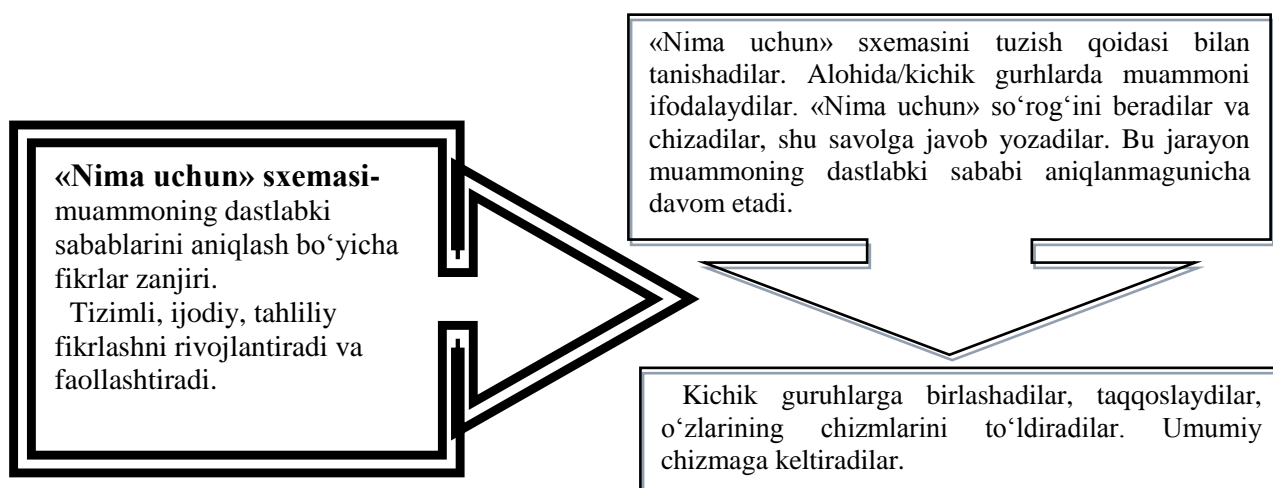 «Nima uchun» sxemasi-
muammoning dastlabki
sabablarini aniqlash bo‘yicha
fikrlar zanjiri.
Tizimli, ijodiy, tahliliy
fikrlashni rivojlantiradi va
faollashtiradi.
«Nima uchun» sxemasini tuzish qoidasi bilan
tanishadilar. Alohida/kichik gurhlarda muammoni
ifodalaydilar. «Nima uchun» so‘rog‘ini beradilar va
chizadilar, shu savolga javob yozadilar. Bu jarayon
muammoning dastlabki sababi aniqlanmagunicha
davom etadi.
Kichik guruhlarga birlashadilar, taqqoslaydilar,
o‘zlarining chizmlarini to‘ldiradilar. Umumiy
chizmaga keltiradilar.